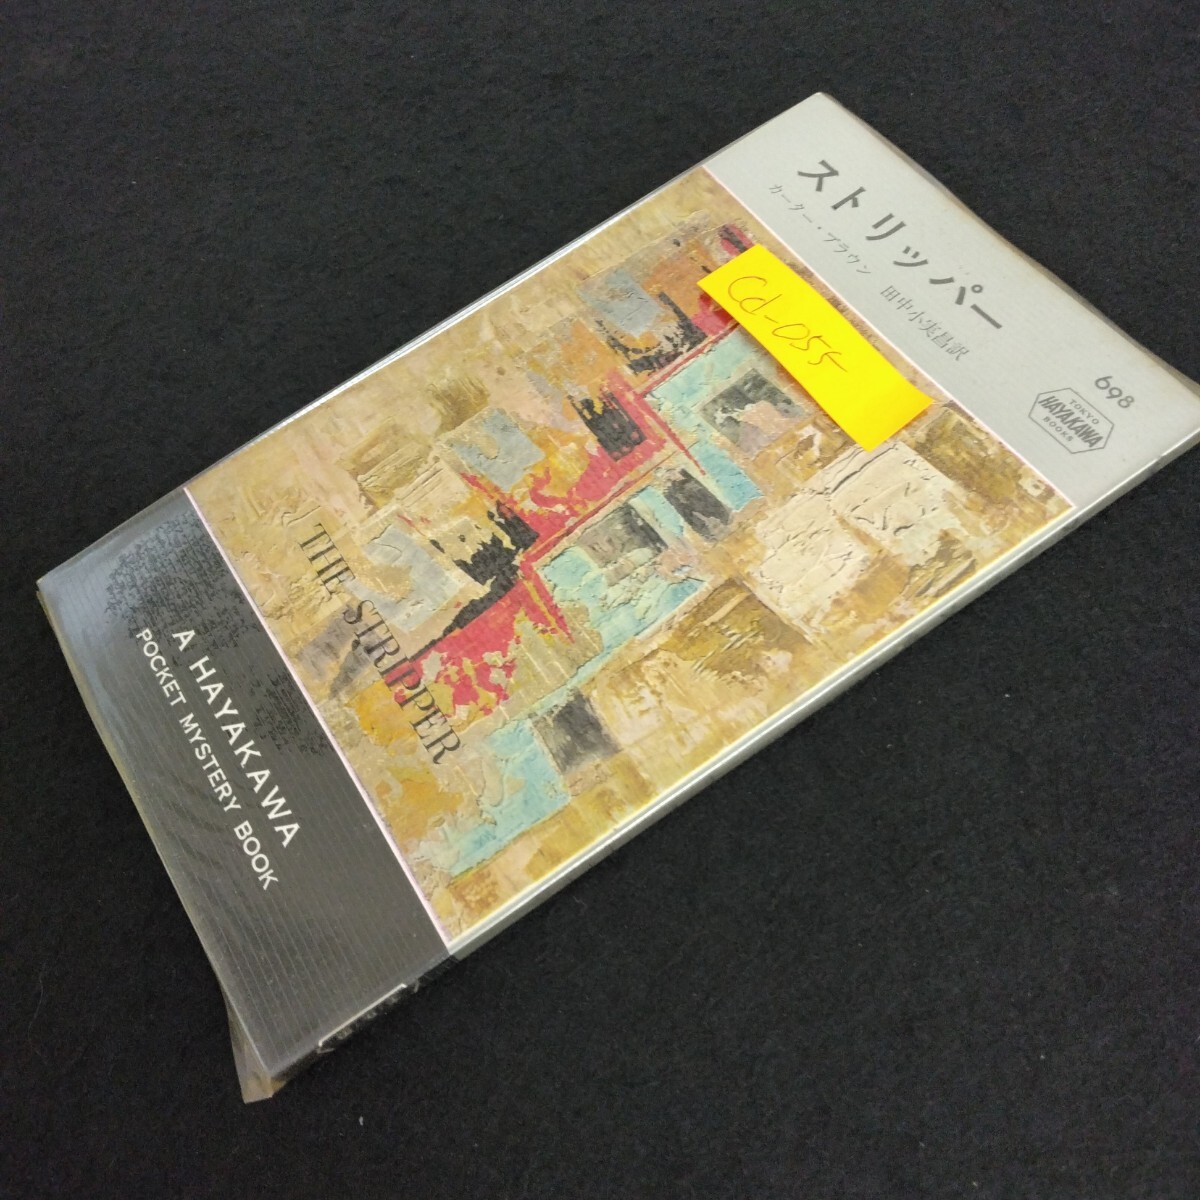 ストリッパー
カーター・ブラウン 田中小実昌訳
698
TOKYO
HAYAKAWA
BOOKS
Cd-055
THE STRIPPER
A HAYAKAWA
POCKET MYSTERY BOOK